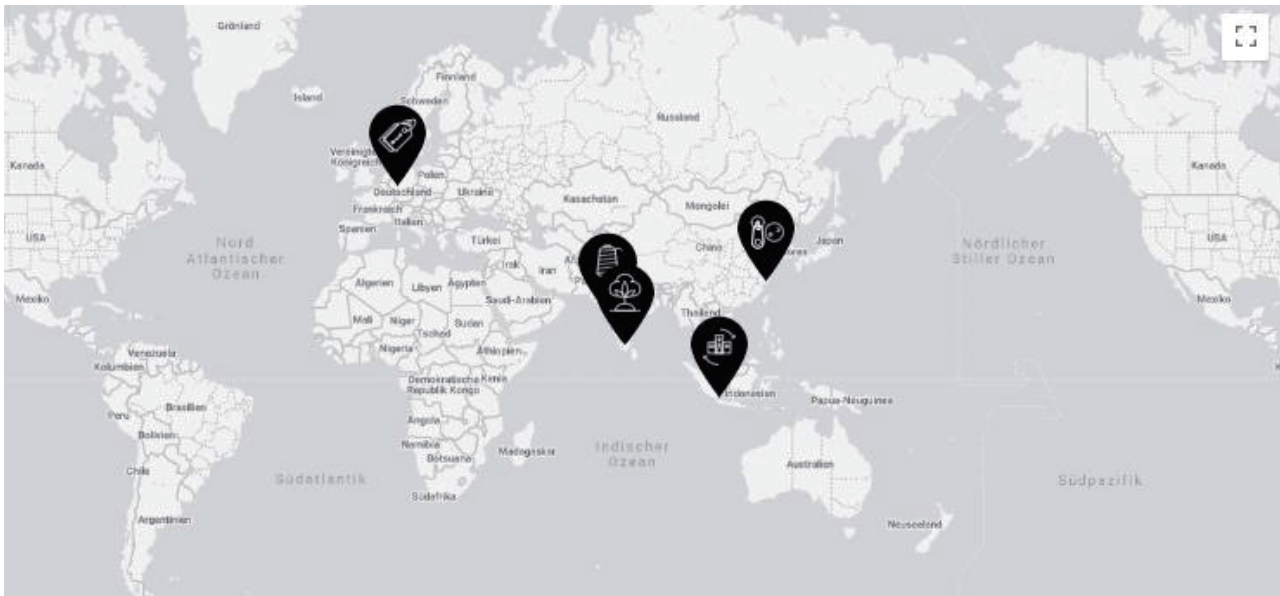 Grönland
Island
Finnland
Schweden
Russland
Kanada
Vereinigt
Königreich
Polen
Deutschland
Ukraine
Frankreich
Italien
Spanien
Türkei
Kasachstan
Mongolei
China
Japan
Kanada
USA
Nord
Atlantischer
Ozean
Nördlicher
Stiller Ozean
USA
Irak
Iran
Algerien
Libyen
Ägypten
Saudi-Arabien
Mexiko
Mexiko
Mali
Niger
Tschad
Sudan
Thailand
Nigeria
Äthiopien
Venezuela
Kolumbien
Demokratische
Republik Kongo
Kenia
Indonesien
Papua-Neuguinea
Peru
Brasilien
Bolivien
Angola
Namibia
Botsuana
Madagaskar
Indischer
Ozean
Australien
Chile
Südatlantik
Südpazifik
Südafrika
Argentinien
Neuseeland